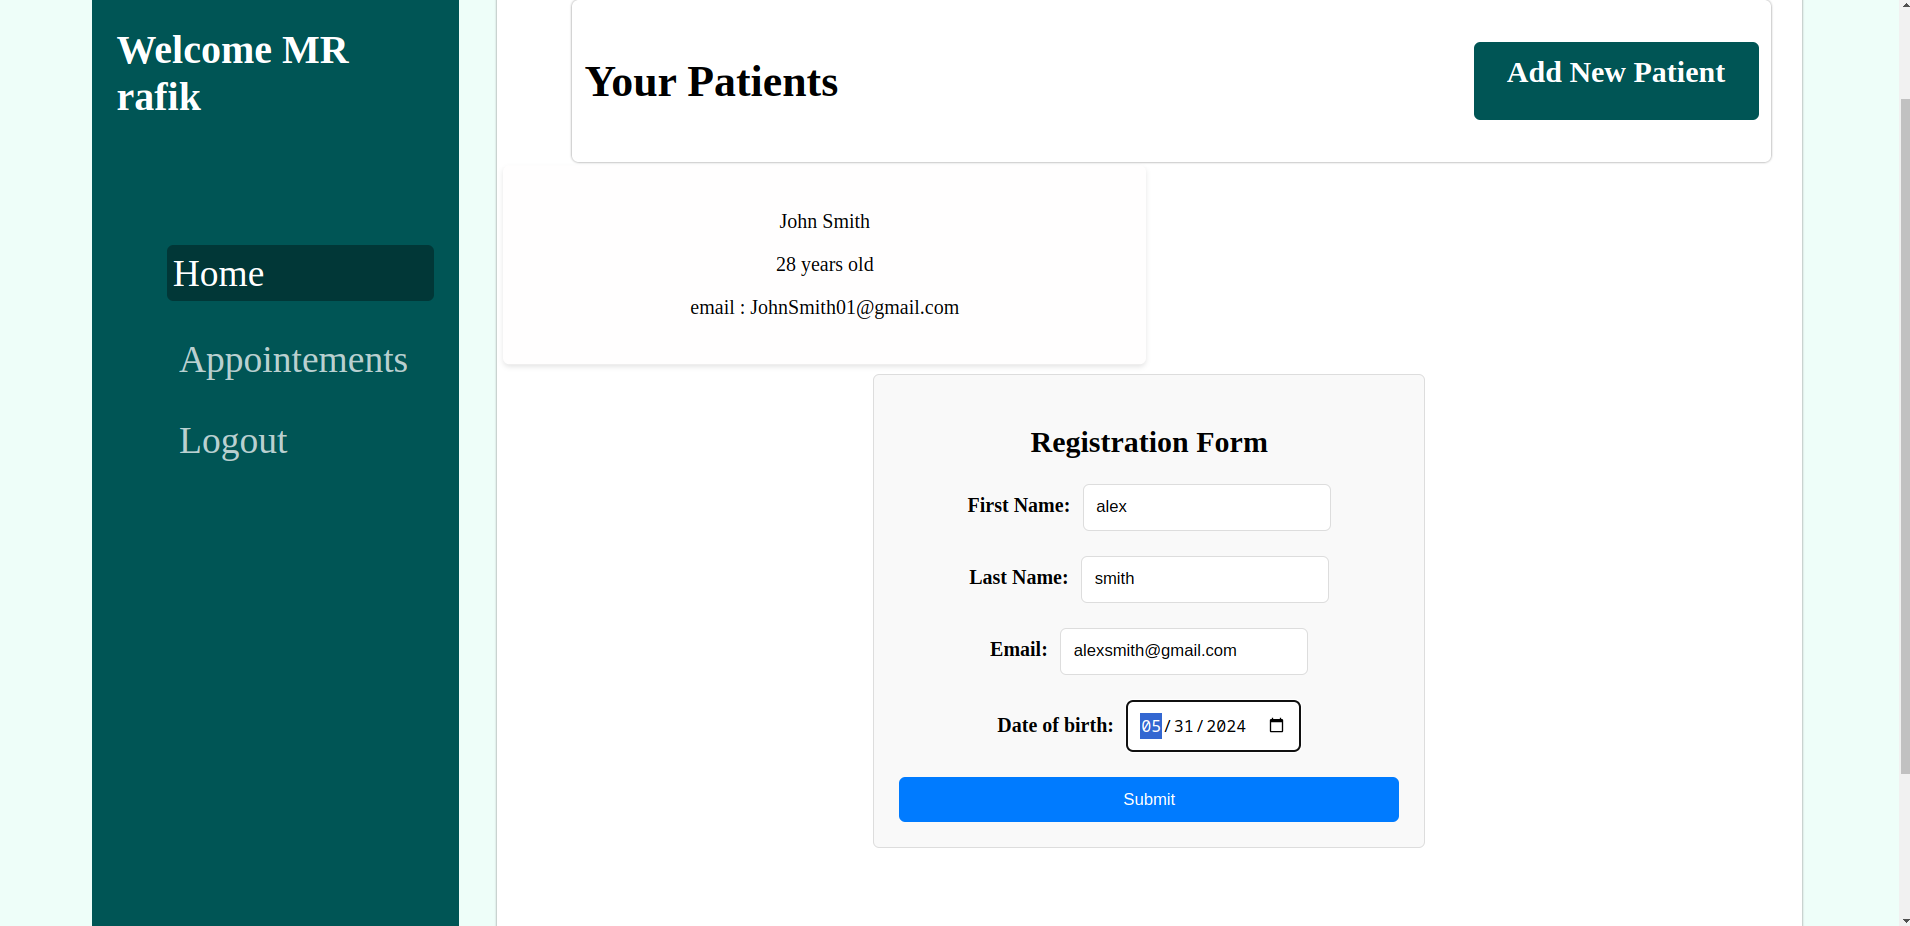 Welcome MR
rafik
Home
Appointements
Logout
Your Patients
Add New Patient
John Smith
28 years old
email : JohnSmith01@gmail.com
Registration Form
First Name: alex
Last Name: smith
Email: alexsmith@gmail.com
Date of birth: 05/31/2024
Submit